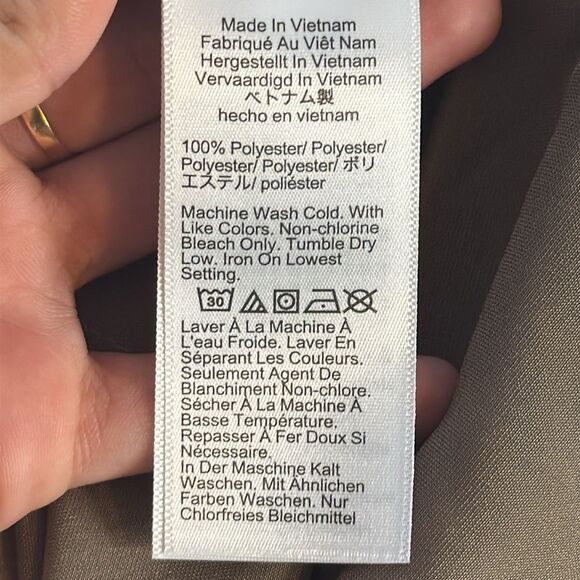 Made In Vietnam
Fabriqué Au Viêt Nam
Hergestellt In Vietnam
Vervaardigd In Vietnam
ベトナム製
hecho en vietnam
100% Polyester/ Polyester/
Polyester/ Polyester/ ポリ
エステル/ poliéster
Machine Wash Cold. With
Like Colors. Non-chlorine
Bleach Only. Tumble Dry
Low. Iron On Lowest
Setting.
30
Laver À La Machine À
L'eau Froide. Laver En
Séparant Les Couleurs.
Seulement Agent De
Blanchiment Non-chlore.
Sécher À La Machine À
Basse Température.
Repasser À Fer Doux Si
Nécessaire.
In Der Maschine Kalt
Waschen. Mit Ähnlichen
Farben Waschen. Nur
Chlorfreies Bleichmittel